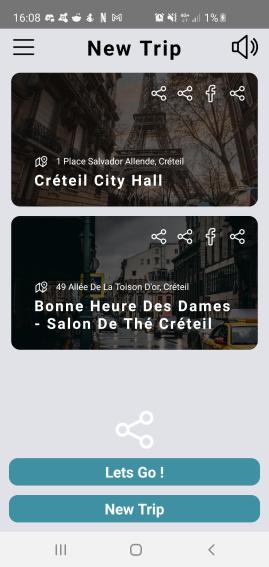 16:08 N M 1%
New Trip
1 Place Salvador Allende, Créteil
Créteil City Hall
49 Allée De La Toison D'or, Créteil
Bonne Heure Des Dames
- Salon De Thé Créteil
Lets Go !
New Trip